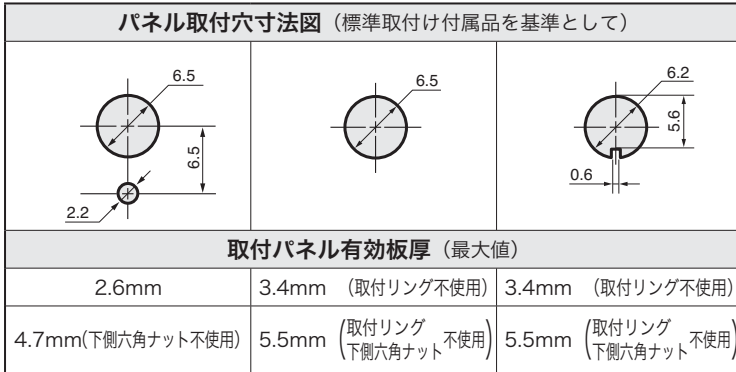 パネル取付穴寸法図（標準取付け付属品を基準として）
6.5
6.5
2.2
6.5
6.2
5.6
0.6
取付パネル有効板厚（最大値）
2.6mm
3.4mm （取付リング不使用）
3.4mm （取付リング不使用）
4.7mm(下側六角ナット不使用)
5.5mm (取付リング
下側六角ナット 不使用)
5.5mm (取付リング
下側六角ナット 不使用)